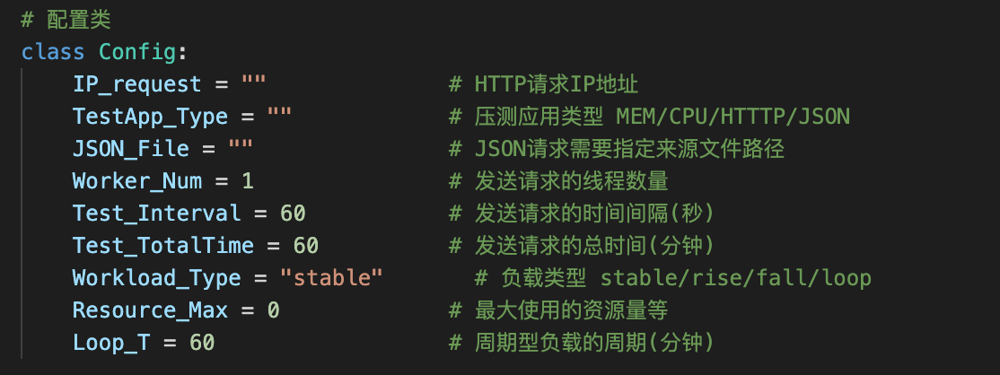 # 配置类
class Config:
    IP_request = ""              # HTTP请求IP地址
    TestApp_Type = ""            # 压测应用类型 MEM/CPU/HTTTP/JSON
    JSON_File = ""               # JSON请求需要指定来源文件路径
    Worker_Num = 1               # 发送请求的线程数量
    Test_Interval = 60           # 发送请求的时间间隔(秒)
    Test_TotalTime = 60          # 发送请求的总时间(分钟)
    Workload_Type = "stable"       # 负载类型 stable/rise/fall/loop
    Resource_Max = 0             # 最大使用的资源量等
    Loop_T = 60                  # 周期型负载的周期(分钟)